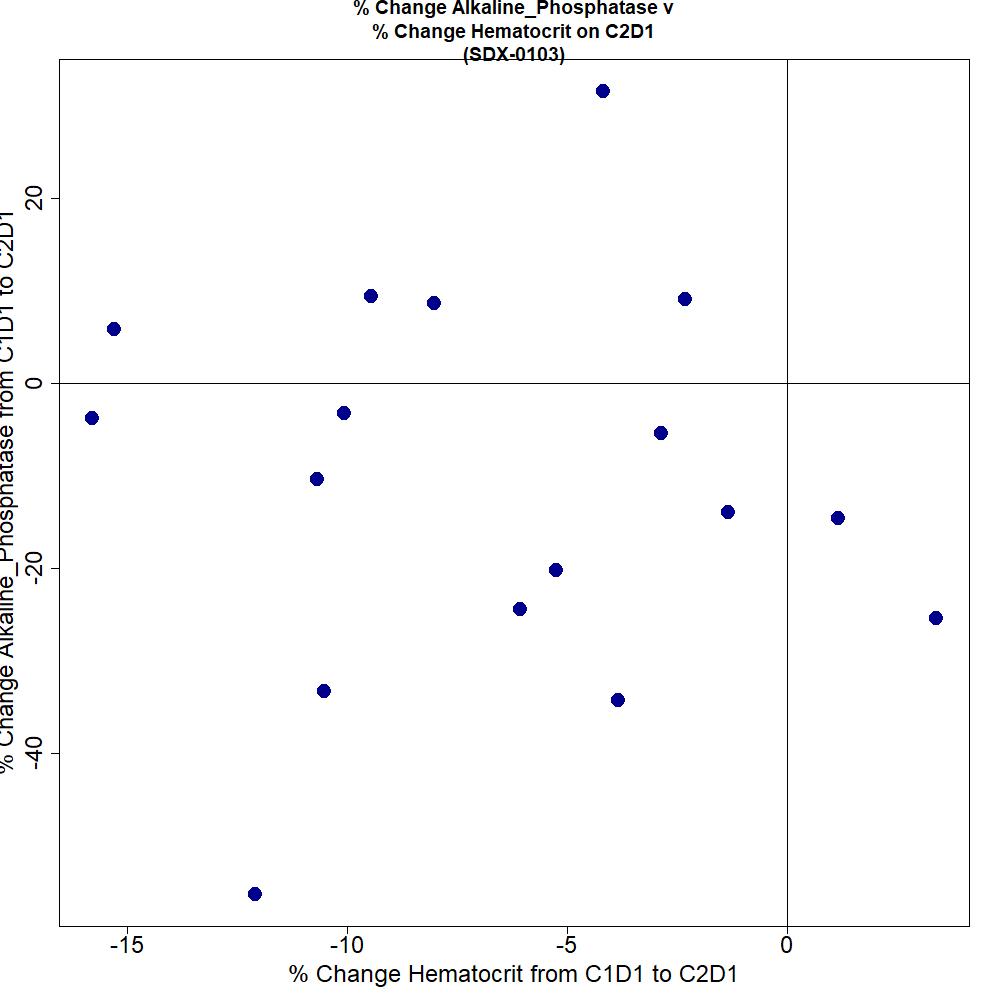 % Change Alkaline_Phosphatase v
% Change Hematocrit on C2D1
(SDX-0103)
% Change Alkaline_Phosphatase from C1D1 to C2D1
20
0
-20
-40
-15
-10
-5
0
% Change Hematocrit from C1D1 to C2D1